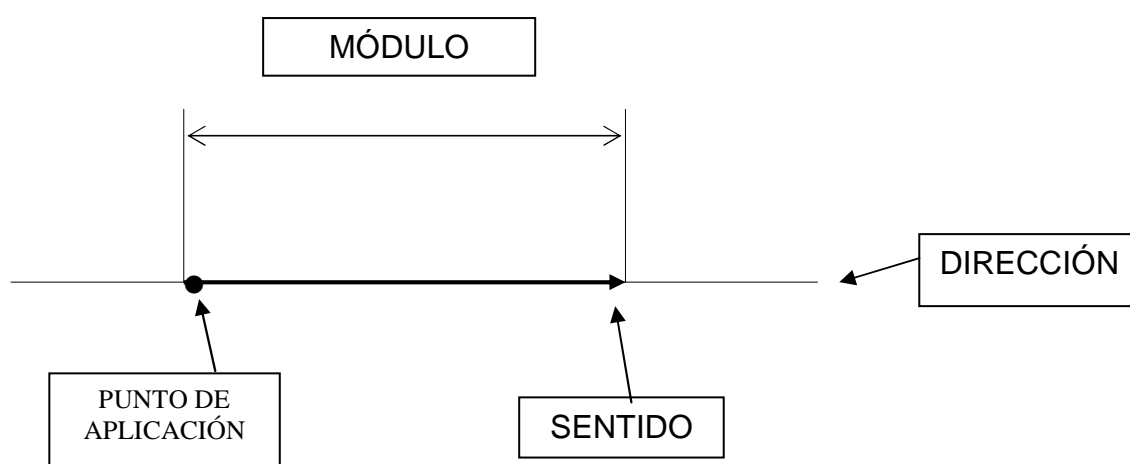 MÓDULO
DIRECCIÓN
PUNTO DE
APLICACIÓN
SENTIDO